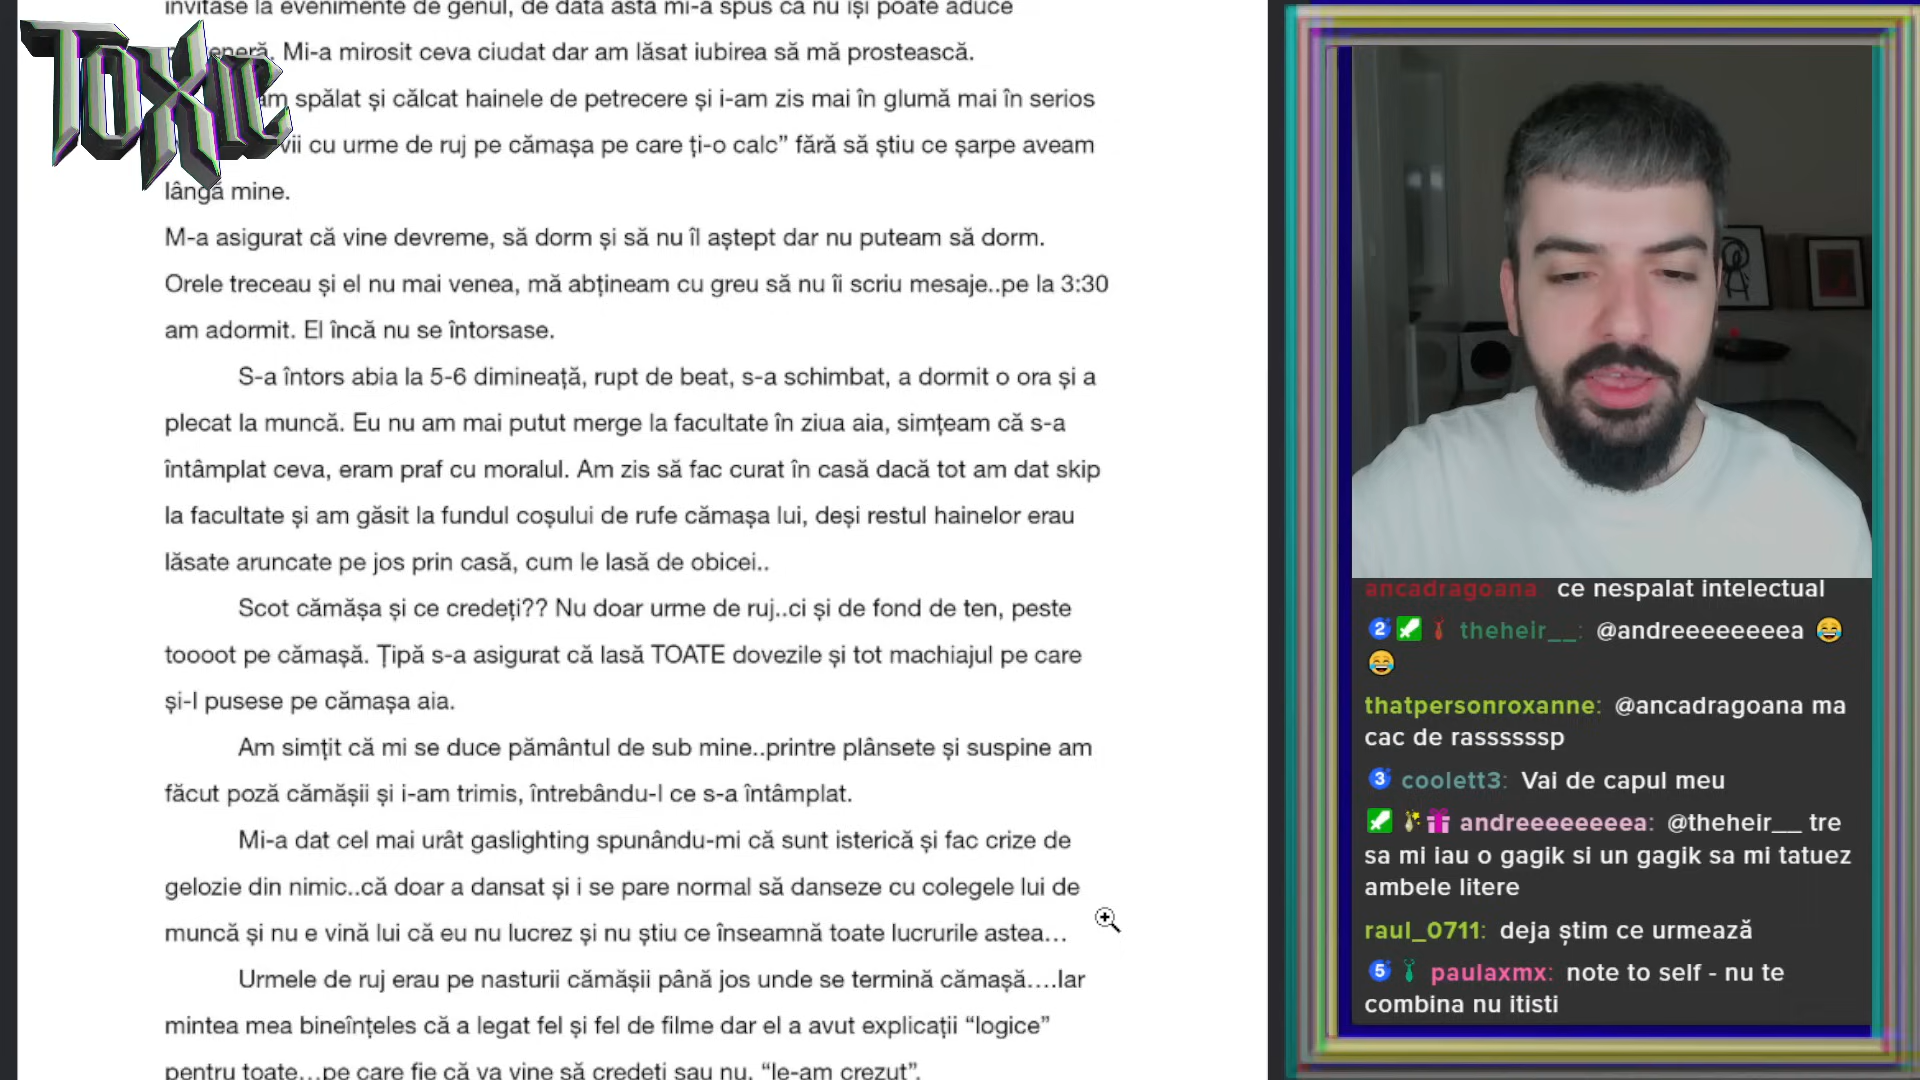 invitase la evenimente de genul, de data asta mi-a spus că nu își poate aduce
Mi-a mirosit ceva ciudat dar am lăsat iubirea să mă prostească.
am spălat și călcat hainele de petrecere și i-am zis mai în glumă mai în serios
vii cu urme de ruj pe cămașa pe care ți-o calc” fără să știu ce șarpe aveam
lângă mine.
M-a asigurat că vine devreme, să dorm și să nu îl aștept dar nu puteam să dorm.
Orele treceau și el nu mai venea, mă abțineam cu greu să nu îi scriu mesaje..pe la 3:30
am adormit. El încă nu se întorsase.
S-a întors abia la 5-6 dimineață, rupt de beat, s-a schimbat, a dormit o ora și a
plecat la muncă. Eu nu am mai putut merge la facultate în ziua aia, simțeam că s-a
întâmplat ceva, eram praf cu moralul. Am zis să fac curat în casă dacă tot am dat skip
la facultate și am găsit la fundul coșului de rufe cămașa lui, deși restul hainelor erau
lăsate aruncate pe jos prin casă, cum le lasă de obicei..
Scot cămășa și ce credeți?? Nu doar urme de ruj..ci și de fond de ten, peste
toooot pe cămașă. Țipă s-a asigurat că lasă TOATE dovezile și tot machiajul pe care
și-l pusese pe cămașa aia.
Am simțit că mi se duce pământul de sub mine..printre plânsete și suspine am
făcut poză cămășii și i-am trimis, întrebându-l ce s-a întâmplat.
Mi-a dat cel mai urât gaslighting spunându-mi că sunt isterică și fac crize de
gelozie din nimic..că doar a dansat și i se pare normal să danseze cu colegele lui de
muncă și nu e vină lui că eu nu lucrez și nu știu ce înseamnă toate lucrurile astea…
Urmele de ruj erau pe nasturii cămășii până jos unde se termină cămașă….Iar
mintea mea bineînțeles că a legat fel și fel de filme dar el a avut explicații “logice”
pentru toate…pe care fie că va vine să credeți sau nu, “le-am crezut”.
TOXIC
ancadragoana: ce nespalat intelectual
2 theheir__: @andreeeeeeeea 😂
😂
thatpersonroxanne: @ancadragoana ma
cac de rasssssssp
3 coolett3: Vai de capul meu
andreeeeeeeea: @theheir__ tre
sa mi iau o gagik si un gagik sa mi tatuez
ambele litere
raul_0711: deja știm ce urmează
5 paulaxmx: note to self - nu te
combina nu itisti